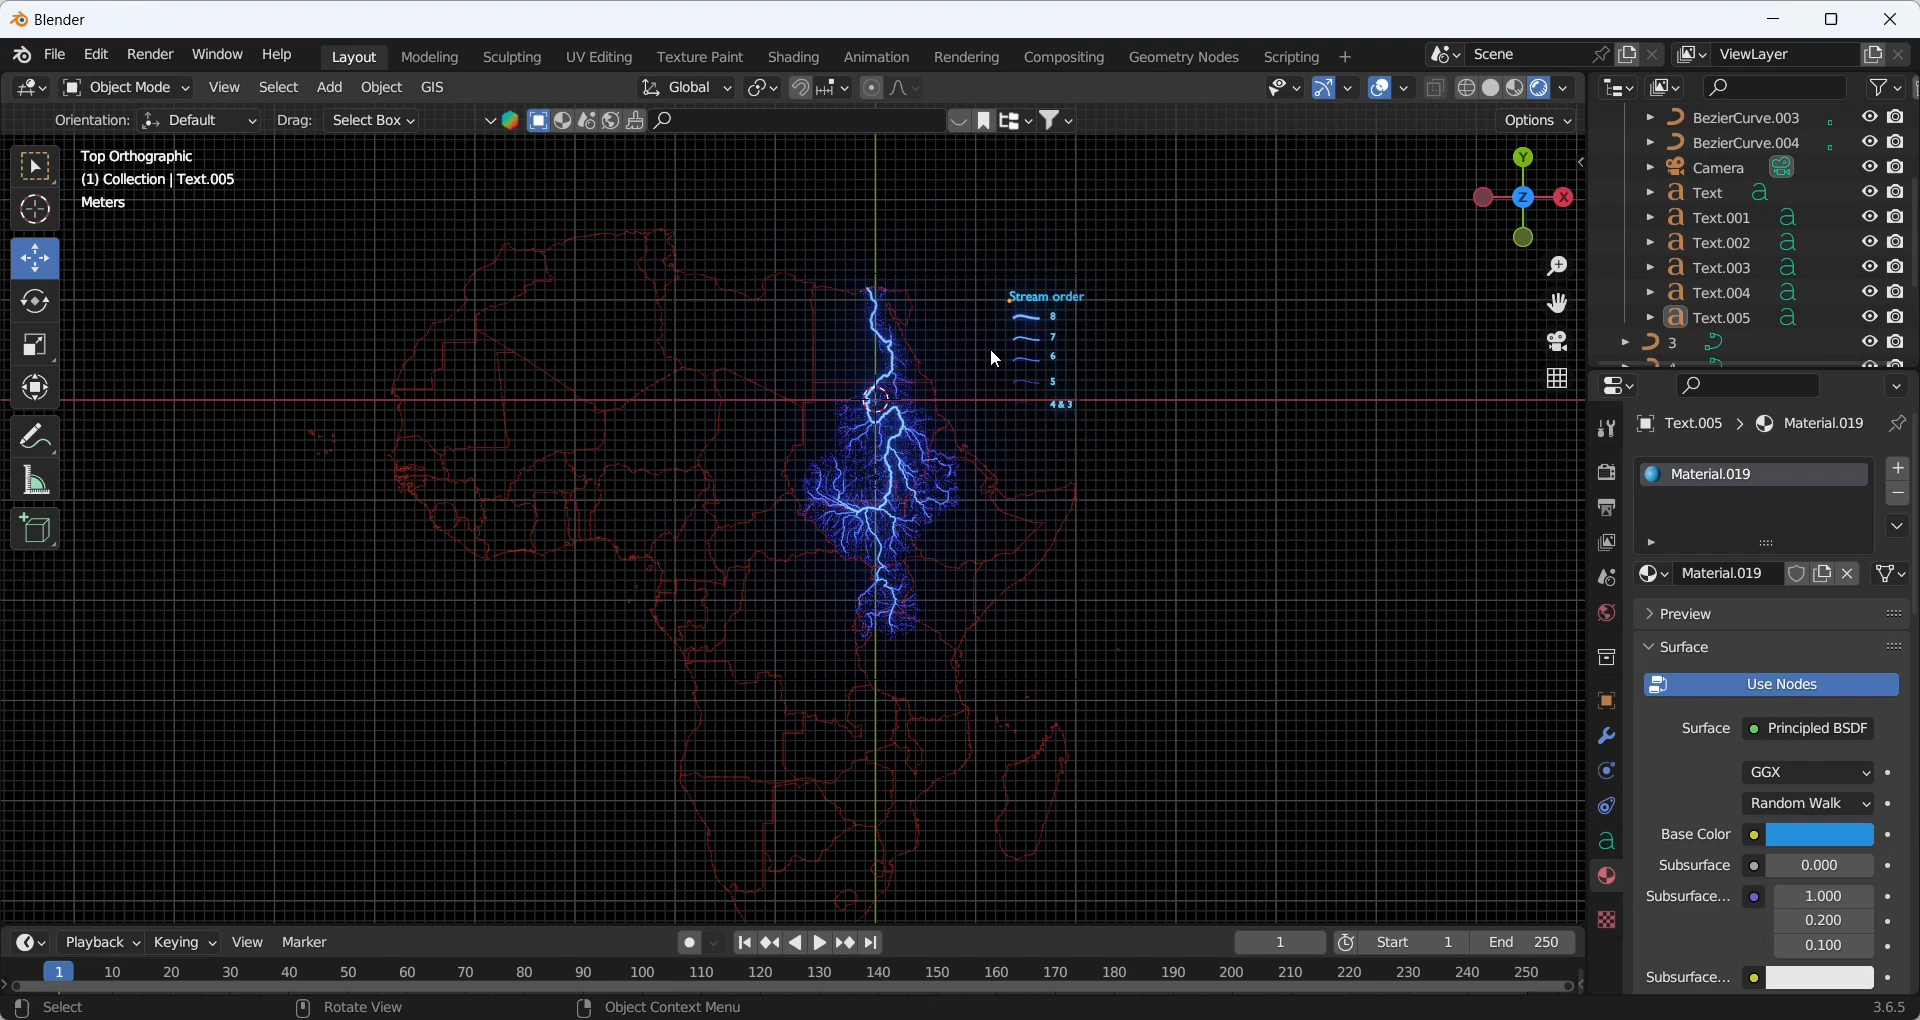 Blender
File Edit Render Window Help Layout Modeling Sculpting UV Editing Texture Paint Shading Animation Rendering Compositing Geometry Nodes Scripting + Scene ViewLayer
Object Mode View Select Add Object GIS Global
Orientation: Default Drag: Select Box Options
Top Orthographic
(1) Collection | Text.005
Meters
Y
X
Z
Stream order
8
7
6
5
4 & 3
BezierCurve.003
BezierCurve.004
Camera
Text
Text.001
Text.002
Text.003
Text.004
Text.005
3
Text.005 > Material.019
Material.019
Material.019
Preview
Surface
Use Nodes
Surface Principled BSDF
GGX
Random Walk
Base Color
Subsurface 0.000
Subsurface... 1.000
0.200
0.100
Subsurface...
Playback Keying View Marker 1 Start 1 End 250
1 10 20 30 40 50 60 70 80 90 100 110 120 130 140 150 160 170 180 190 200 210 220 230 240 250
Select Rotate View Object Context Menu 3.6.5